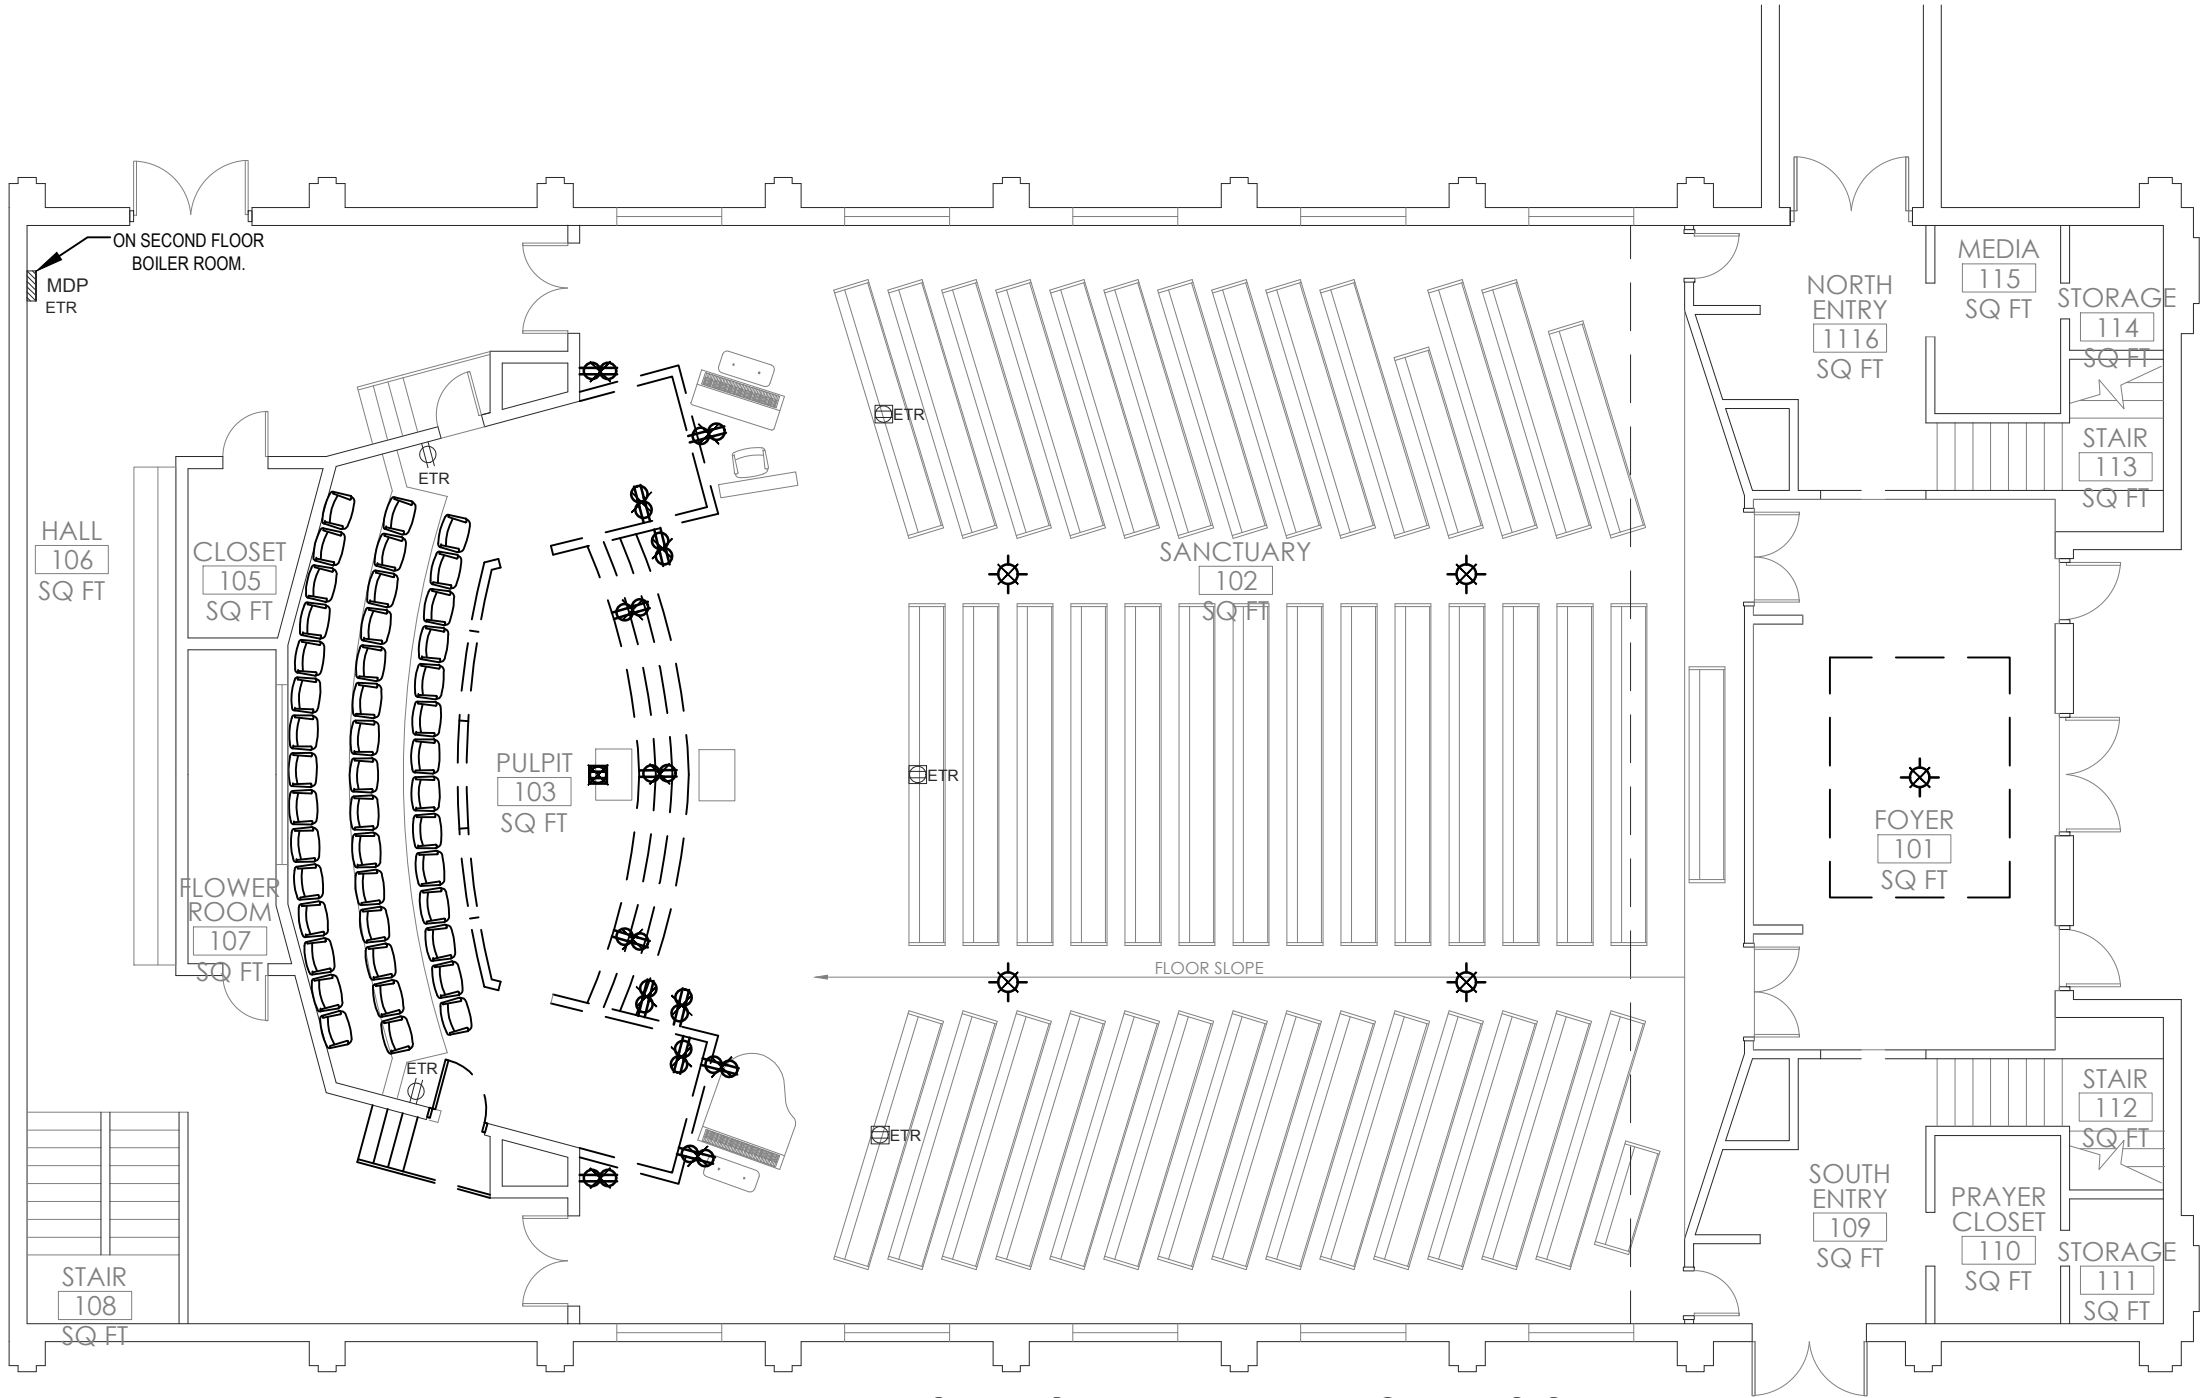 ON SECOND FLOOR
BOILER ROOM.
MDP
ETR
HALL
106
SQ FT
CLOSET
105
SQ FT
FLOWER
ROOM
107
SQ FT
STAIR
108
SQ FT
ETR
ETR
PULPIT
103
SQ FT
ETR
ETR
ETR
SANCTUARY
102
SQ FT
FLOOR SLOPE
NORTH
ENTRY
1116
SQ FT
MEDIA
115
SQ FT
STORAGE
114
SQ FT
STAIR
113
SQ FT
FOYER
101
SQ FT
STAIR
112
SQ FT
SOUTH
ENTRY
109
SQ FT
PRAYER
CLOSET
110
SQ FT
STORAGE
111
SQ FT